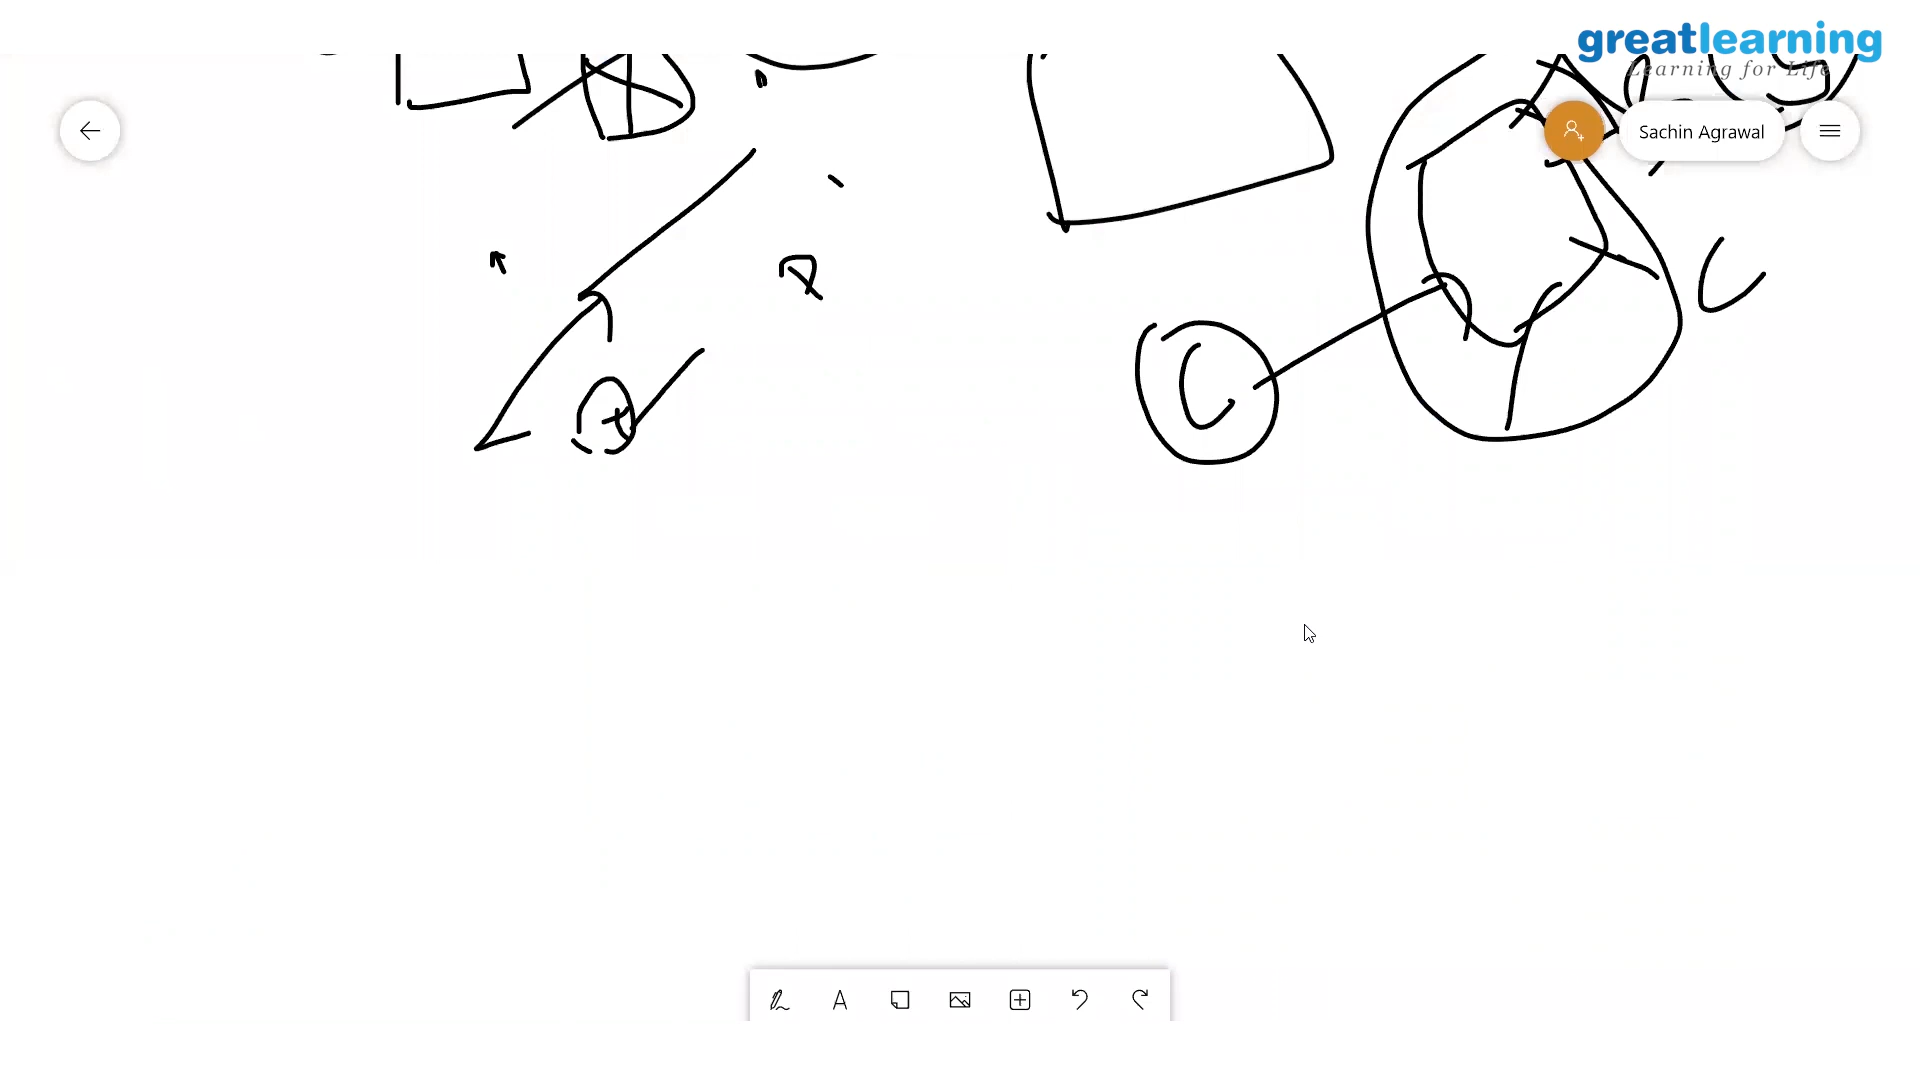 greatlearning
Learning for Life
Sachin Agrawal
C
C
A